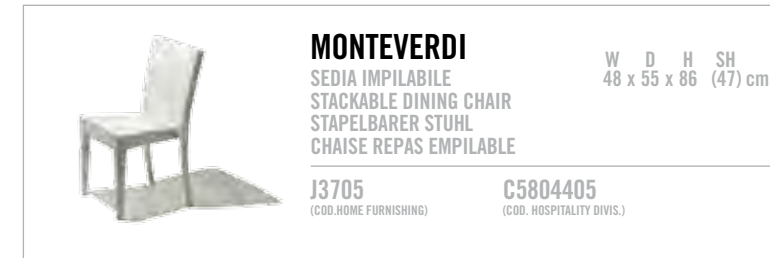 MONTEVERDI
SEDIA IMPILABILE
STACKABLE DINING CHAIR
STAPELBARER STUHL
CHAISE REPAS EMPILABLE
W D H SH
48 x 55 x 86 (47) cm
J3705 C5804405
(COD.HOME FURNISHING) (COD. HOSPITALITY DIVIS.)